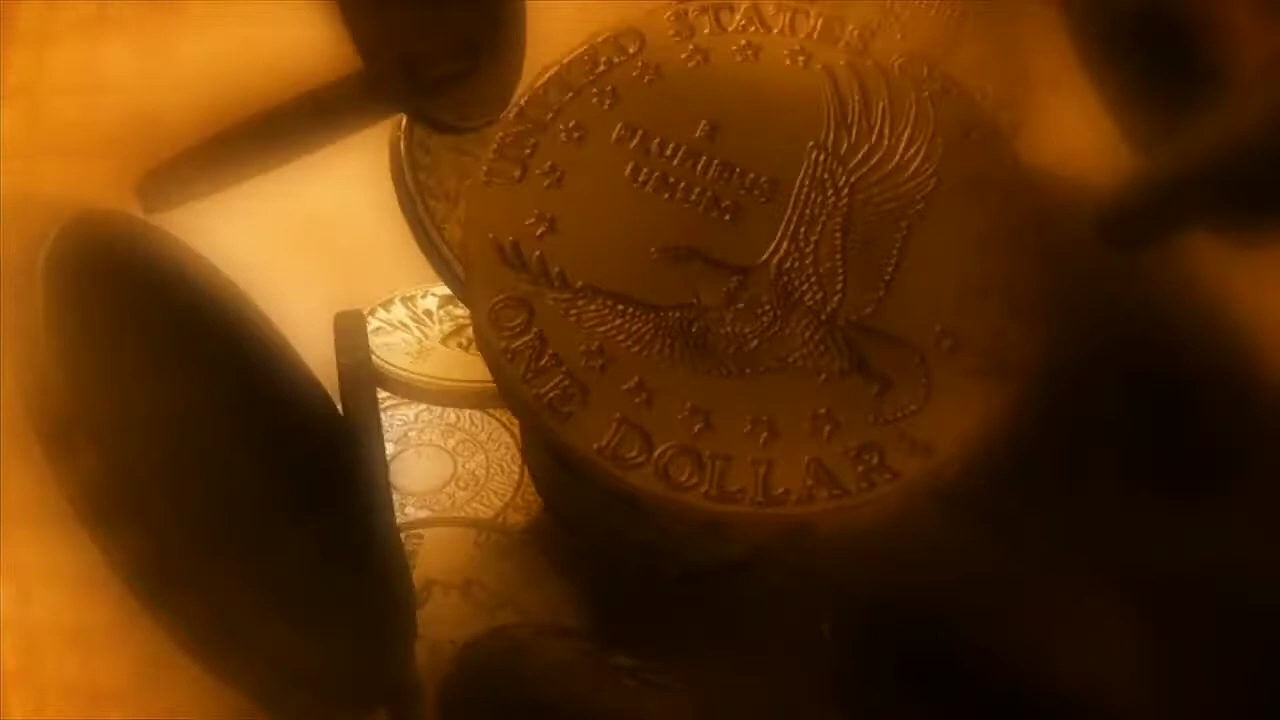 UNITED STATES
E
PLURIBUS
UNUM
ONE DOLLAR